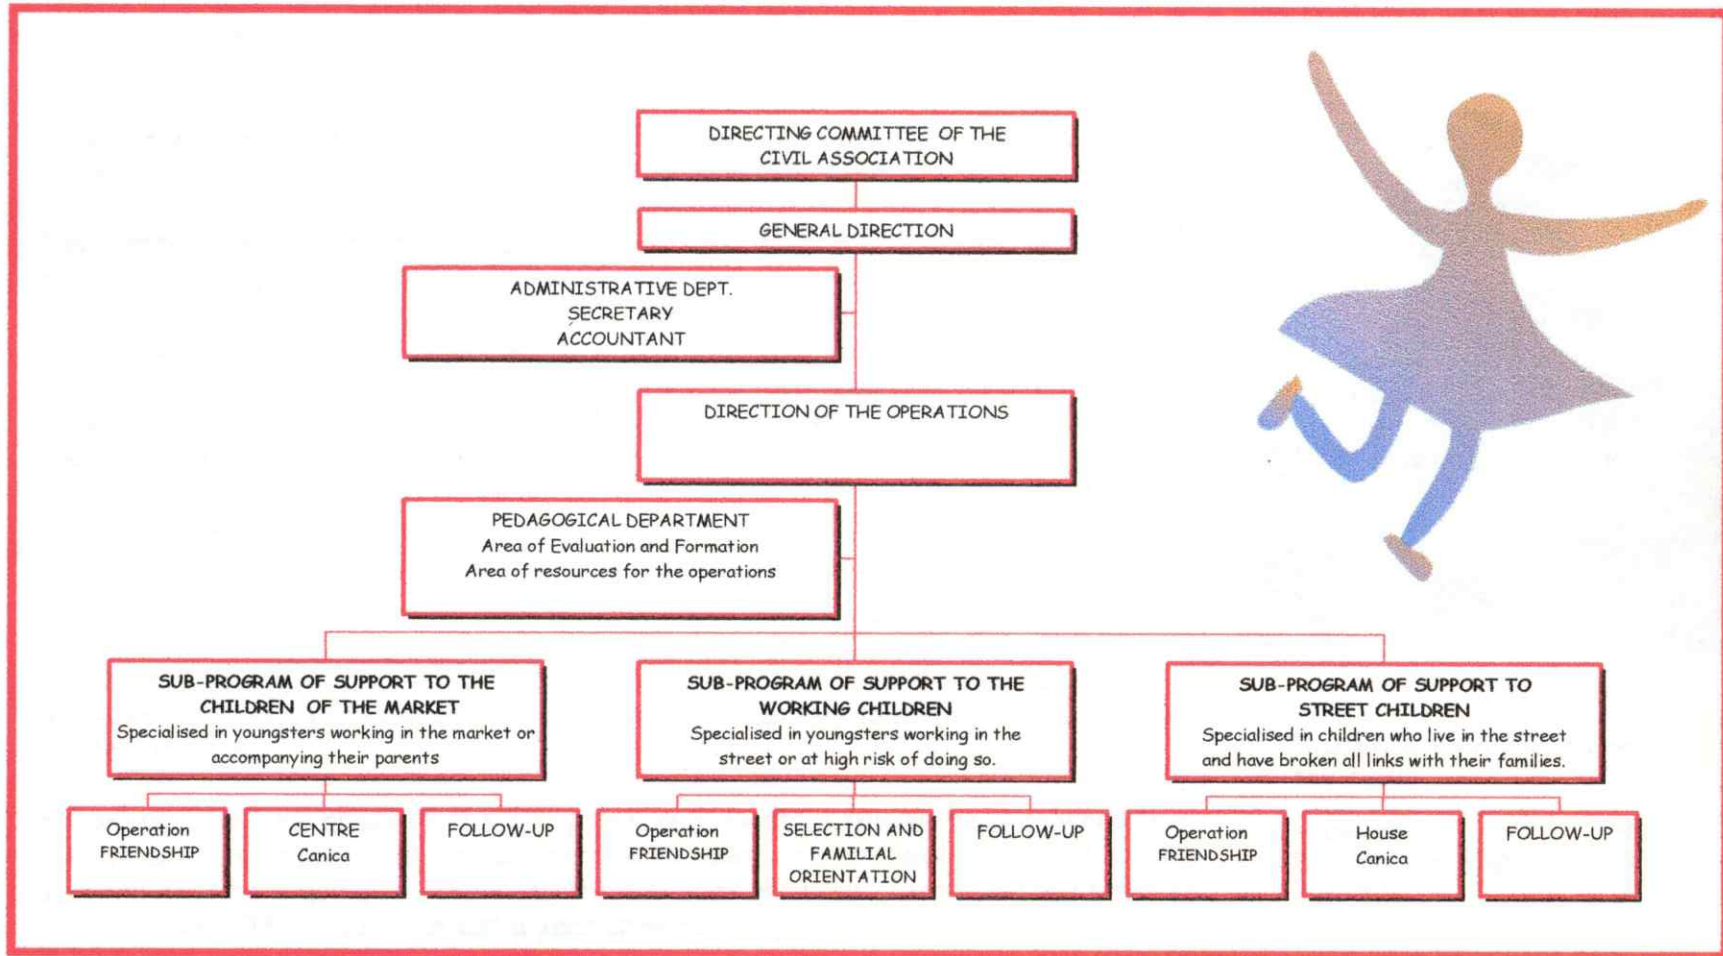 DIRECTING COMMITTEE OF THE
CIVIL ASSOCIATION
GENERAL DIRECTION
ADMINISTRATIVE DEPT.
SECRETARY
ACCOUNTANT
DIRECTION OF THE OPERATIONS
PEDAGOGICAL DEPARTMENT
Area of Evaluation and Formation
Area of resources for the operations
SUB-PROGRAM OF SUPPORT TO THE
CHILDREN OF THE MARKET
Specialised in youngsters working in the market or
accompanying their parents
SUB-PROGRAM OF SUPPORT TO THE
WORKING CHILDREN
Specialised in youngsters working in the
street or at high risk of doing so.
SUB-PROGRAM OF SUPPORT TO
STREET CHILDREN
Specialised in children who live in the street
and have broken all links with their families.
Operation
FRIENDSHIP
CENTRE
Canica
FOLLOW-UP
Operation
FRIENDSHIP
SELECTION AND
FAMILIAL
ORIENTATION
FOLLOW-UP
Operation
FRIENDSHIP
House
Canica
FOLLOW-UP